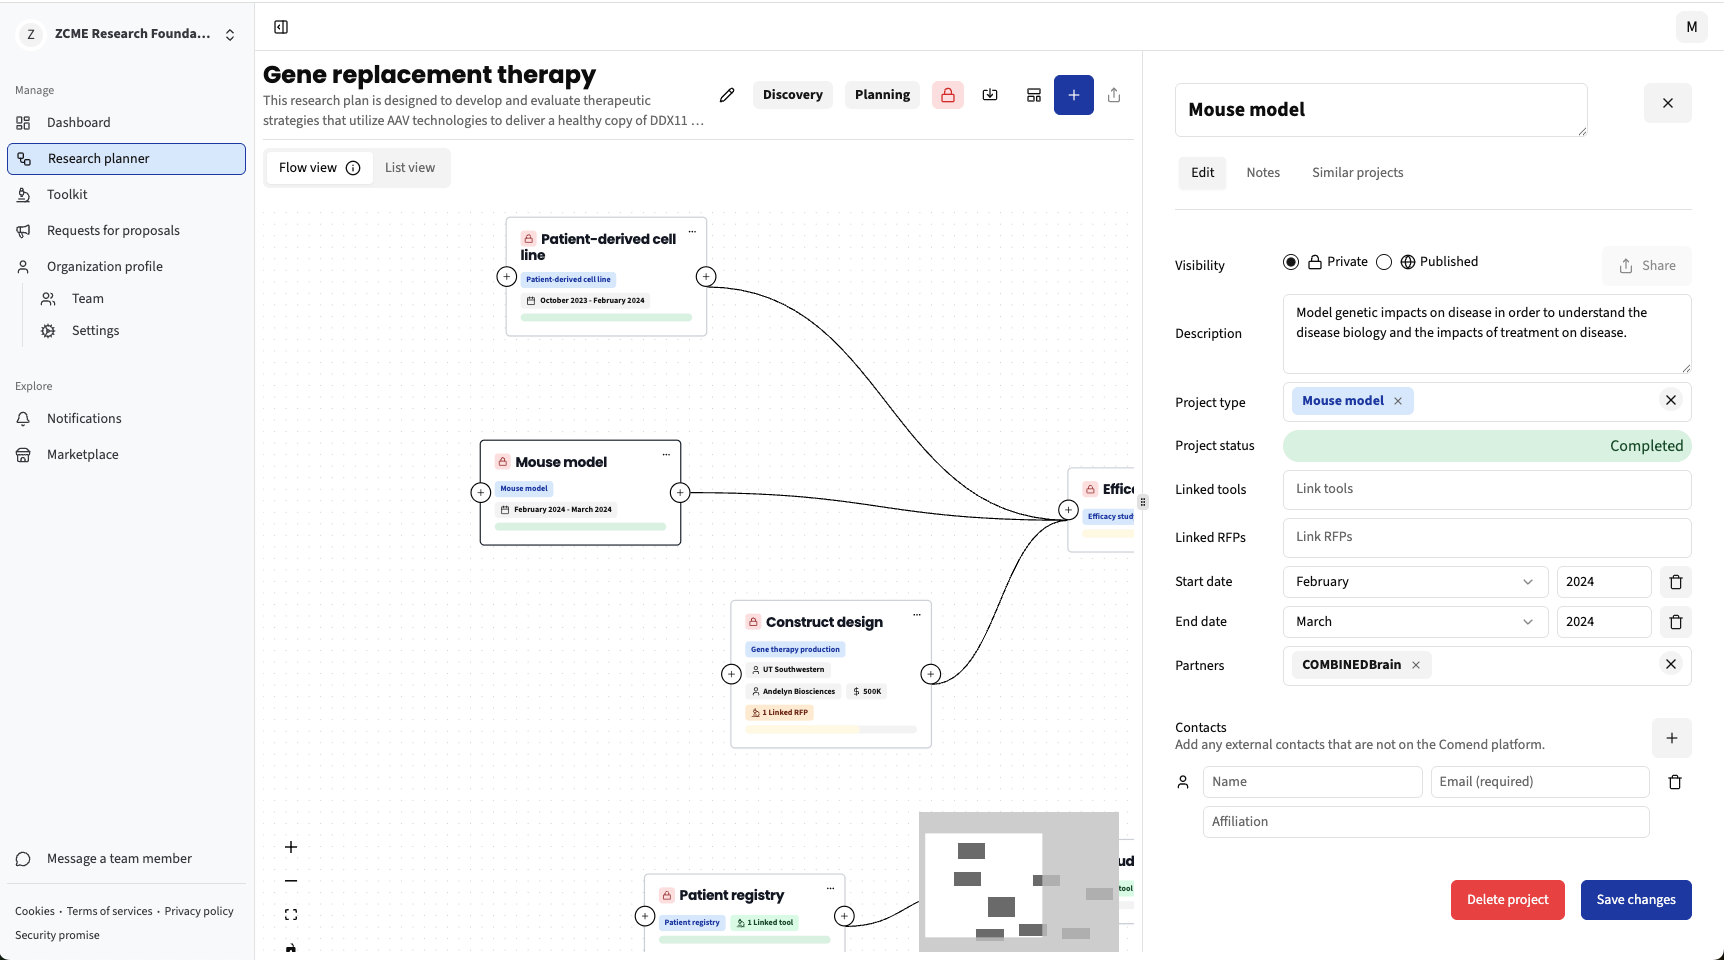 Z
ZCME Research Founda...
Manage
Dashboard
Research planner
Toolkit
Requests for proposals
Organization profile
Team
Settings
Explore
Notifications
Marketplace
Message a team member
Cookies · Terms of services · Privacy policy
Security promise
M
Gene replacement therapy
This research plan is designed to develop and evaluate therapeutic
strategies that utilize AAV technologies to deliver a healthy copy of DDX11 ...
Discovery
Planning
Flow view
List view
Patient-derived cell
line
Patient-derived cell line
October 2023 - February 2024
Mouse model
Mouse model
February 2024 - March 2024
Effic
Efficacy stud
Construct design
Gene therapy production
UT Southwestern
Andelyn Biosciences
$ 500K
1 Linked RFP
Patient registry
Patient registry
1 Linked tool
ud
tool
Mouse model
Edit
Notes
Similar projects
Visibility
Private
Published
Share
Description
Model genetic impacts on disease in order to understand the
disease biology and the impacts of treatment on disease.
Project type
Mouse model
Project status
Completed
Linked tools
Link tools
Linked RFPs
Link RFPs
Start date
February
2024
End date
March
2024
Partners
COMBINEDBrain
Contacts
Add any external contacts that are not on the Comend platform.
Name
Email (required)
Affiliation
Delete project
Save changes